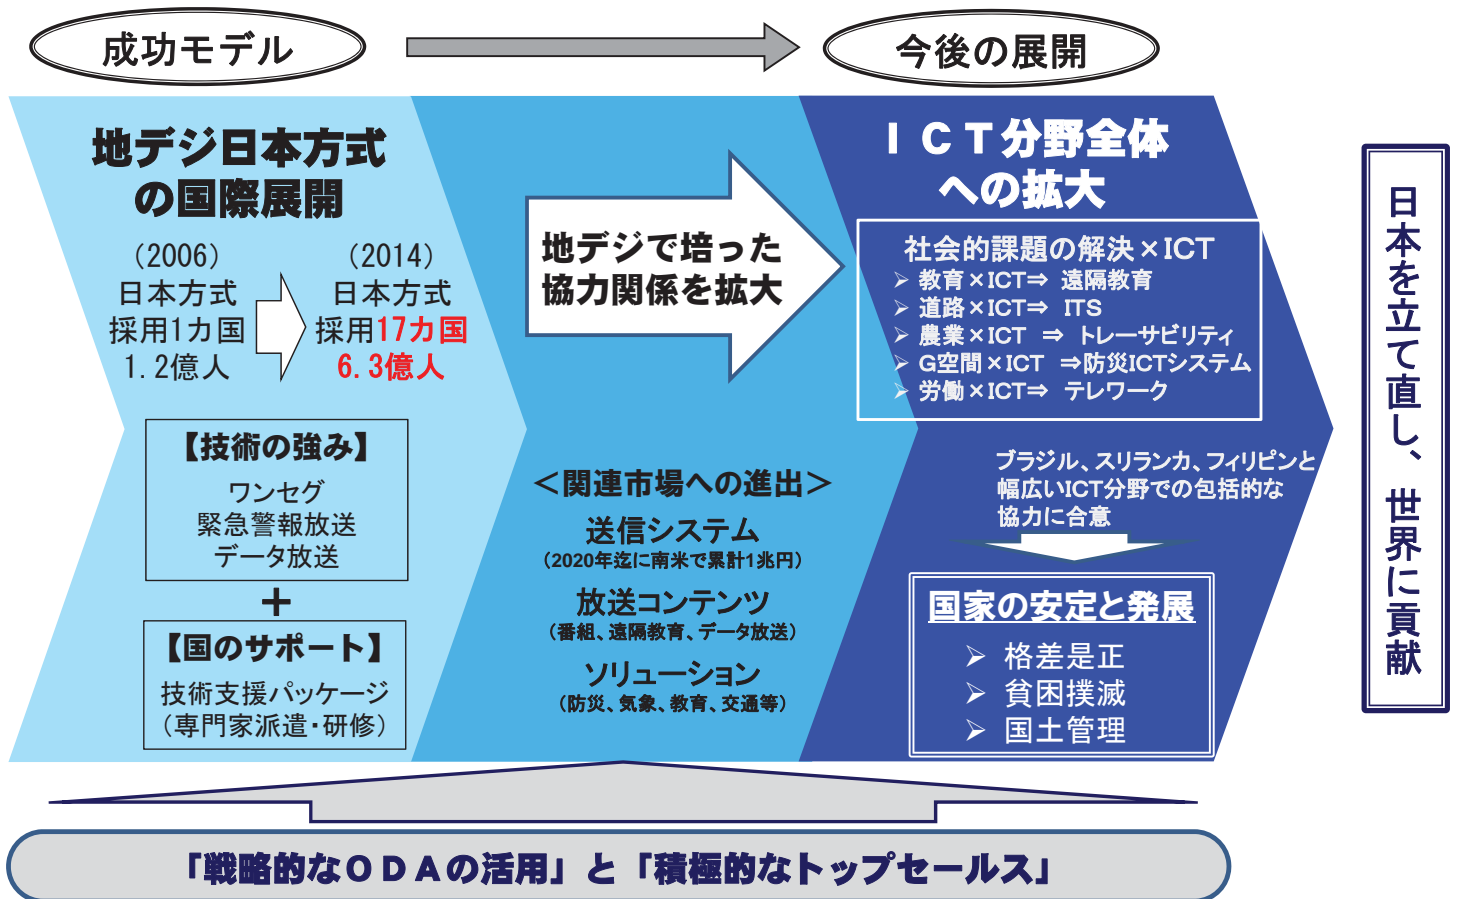 成功モデル
今後の展開
地デジ日本方式
の国際展開
(2006)
日本方式
採用1カ国
1.2億人
(2014)
日本方式
採用17カ国
6.3億人
【技術の強み】
ワンセグ
緊急警報放送
データ放送
＋
【国のサポート】
技術支援パッケージ
(専門家派遣・研修)
地デジで培った
協力関係を拡大
＜関連市場への進出＞
送信システム
(2020年迄に南米で累計1兆円)
放送コンテンツ
(番組、遠隔教育、データ放送)
ソリューション
(防災、気象、教育、交通等)
ＩＣＴ分野全体
への拡大
社会的課題の解決×ICT
➢ 教育×ICT⇒ 遠隔教育
➢ 道路×ICT⇒ ITS
➢ 農業×ICT ⇒ トレーサビリティ
➢ G空間×ICT ⇒防災ICTシステム
➢ 労働×ICT⇒ テレワーク
ブラジル、スリランカ、フィリピンと
幅広いICT分野での包括的な
協力に合意
国家の安定と発展
➢ 格差是正
➢ 貧困撲滅
➢ 国土管理
日本を立て直し、世界に貢献
「戦略的なＯＤＡの活用」と「積極的なトップセールス」